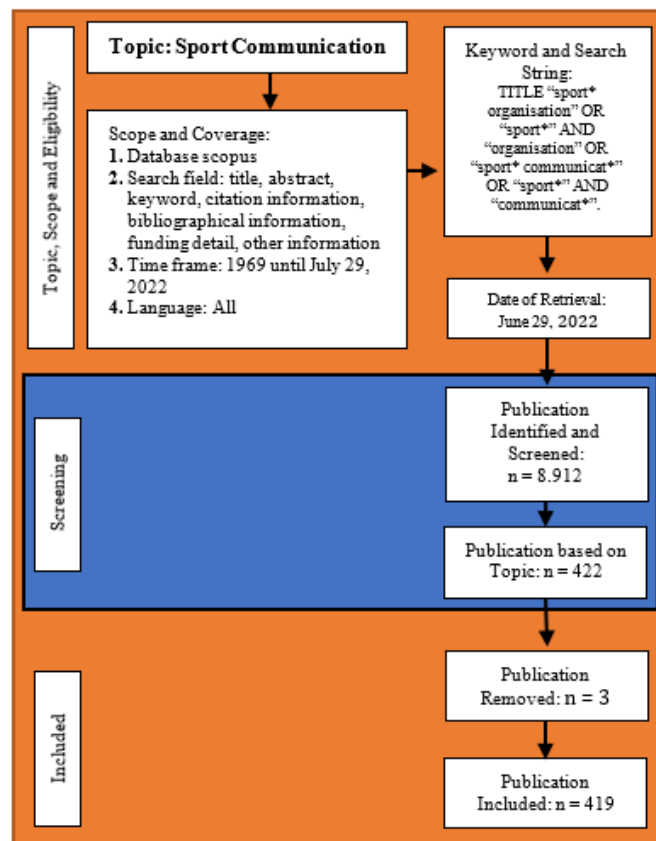 Topic, Scope and Eligibility
Topic: Sport Communication
Scope and Coverage:
1. Database scopus
2. Search field: title, abstract,
keyword, citation information,
bibliographical information,
funding detail, other information
3. Time frame: 1969 until July 29,
2022
4. Language: All
Keyword and Search
String:
TITLE “sport*
organisation” OR
“sport*” AND
“organisation” OR
“sport* communicat*”
OR “sport*” AND
“communicat*”.
Date of Retrieval:
June 29, 2022
Screening
Publication
Identified and
Screened:
n = 8.912
Publication based on
Topic: n = 422
Included
Publication
Removed: n = 3
Publication
Included: n = 419